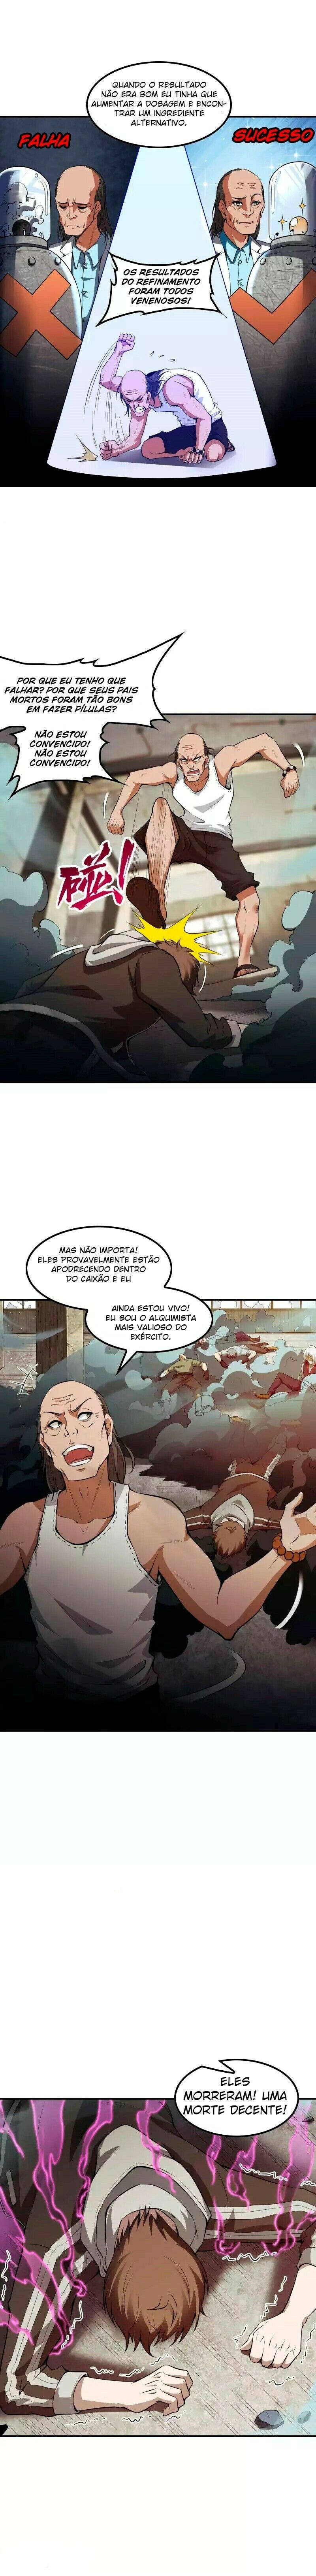 QUANDO O RESULTADO
NÃO ERA BOM EU TINHA QUE
AUMENTAR A DOSAGEM E ENCON-
TRAR UM INGREDIENTE
ALTERNATIVO.
FALHA
SUCESSO
OS RESULTADOS
DO REFINAMENTO
FORAM TODOS
VENENOSOS!
POR QUE EU TENHO QUE
FALHAR? POR QUE SEUS PAIS
MORTOS FORAM TÃO BONS
EM FAZER PÍLULAS?
NÃO ESTOU
CONVENCIDO!
NÃO ESTOU
CONVENCIDO!
碰!
MAS NÃO IMPORTA!
ELES PROVAVELMENTE ESTÃO
APODRECENDO DENTRO
DO CAIXÃO E EU
AINDA ESTOU VIVO!
EU SOU O ALQUIMISTA
MAIS VALIOSO DO
EXÉRCITO.
ELES
MORRERAM! UMA
MORTE DECENTE!